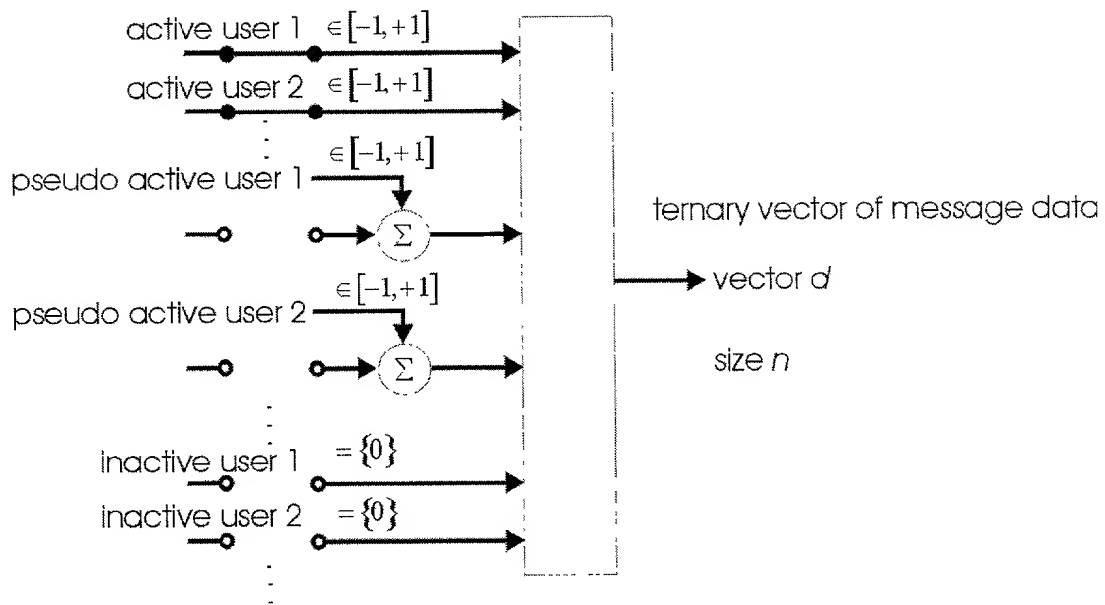 active user 1 ∈[-1,+1]
active user 2 ∈[-1,+1]
∈[-1,+1]
pseudo active user 1
Σ
ternary vector of message data
vector d
∈[-1,+1]
pseudo active user 2
Σ
size n
inactive user 1 ={0}
inactive user 2 ={0}